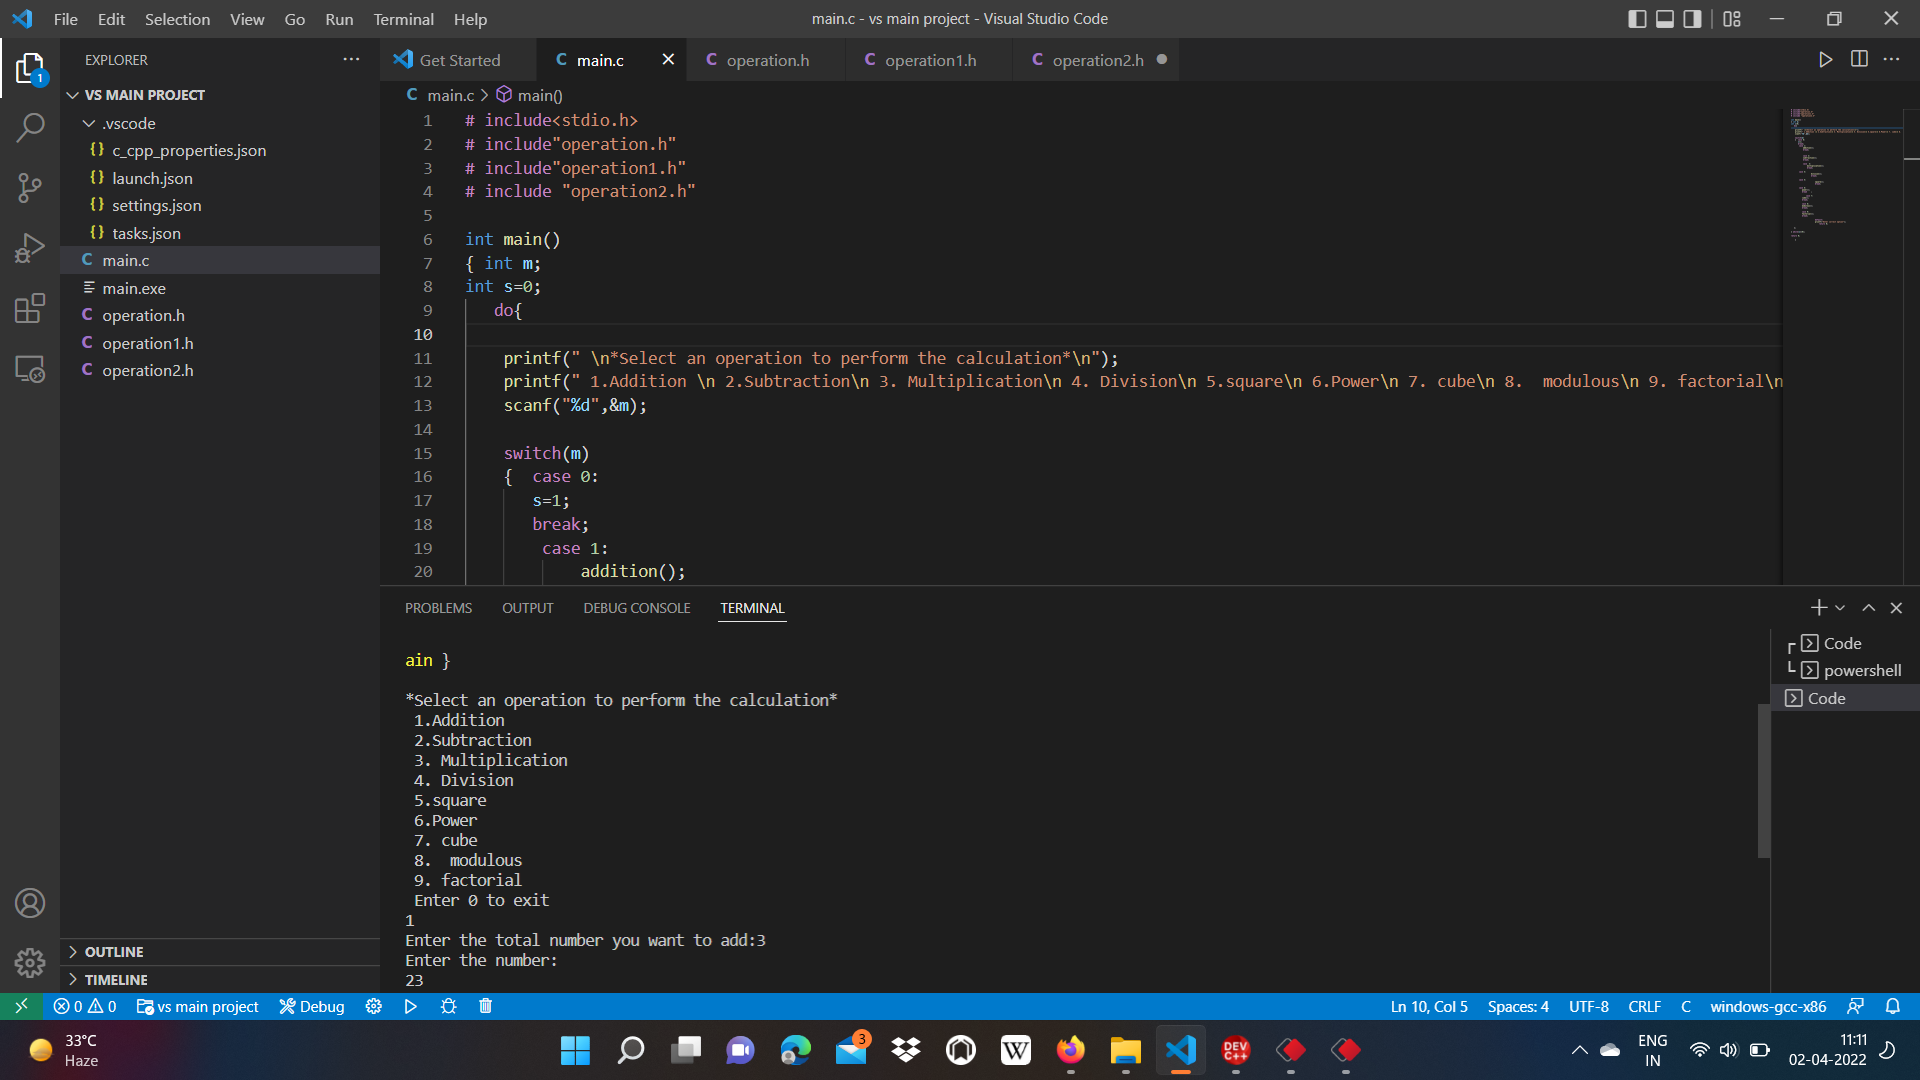 File Edit Selection View Go Run Terminal Help
main.c - vs main project - Visual Studio Code
EXPLORER
1
VS MAIN PROJECT
.vscode
{} c_cpp_properties.json
{} launch.json
{} settings.json
{} tasks.json
C main.c
main.exe
C operation.h
C operation1.h
C operation2.h
OUTLINE
TIMELINE
Get Started
C main.c
C operation.h
C operation1.h
C operation2.h
C main.c > main()
1 # include<stdio.h>
2 # include"operation.h"
3 # include"operation1.h"
4 # include "operation2.h"
5
6 int main()
7 { int m;
8 int s=0;
9 do{
10
11 printf(" \n*Select an operation to perform the calculation*\n");
12 printf(" 1.Addition \n 2.Subtraction\n 3. Multiplication\n 4. Division\n 5.square\n 6.Power\n 7. cube\n 8.  modulous\n 9. factorial\n
13 scanf("%d",&m);
14
15 switch(m)
16 {  case 0:
17 s=1;
18 break;
19 case 1:
20 addition();
PROBLEMS OUTPUT DEBUG CONSOLE TERMINAL
ain }
*Select an operation to perform the calculation*
1.Addition
2.Subtraction
3. Multiplication
4. Division
5.square
6.Power
7. cube
8.  modulous
9. factorial
Enter 0 to exit
1
Enter the total number you want to add:3
Enter the number:
23
Code
powershell
Code
0 0 vs main project Debug
Ln 10, Col 5 Spaces: 4 UTF-8 CRLF C windows-gcc-x86
33°C
Haze
3
W
DEV
C++
ENG
IN
11:11
02-04-2022